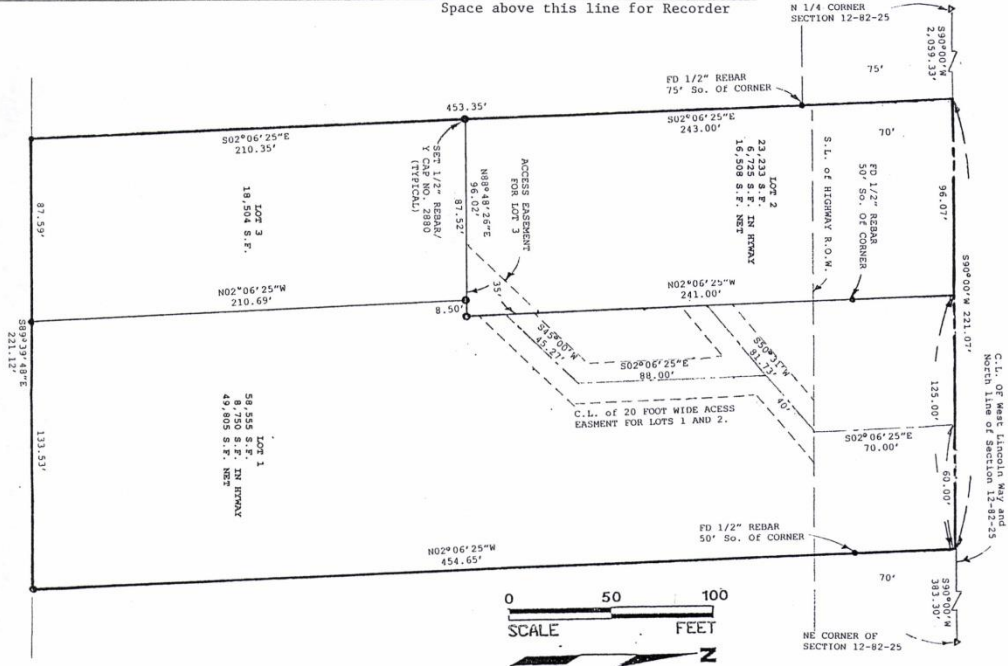 Space above this line for Recorder
N 1/4 CORNER
SECTION 12-82-25
S90°00'W
2,059.33'
75'
FD 1/2" REBAR
75' So. Of CORNER
453.35'
S02°06'25"E
243.00'
70'
S02°06'25"E
210.35'
SET 1/2" REBAR/
Y CAP NO. 2880
(TYPICAL)
N88°48'26"E
96.02'
87.52'
ACCESS EASEMENT
FOR LOT 3
LOT 2
23,233 S.F.
6,725 S.F. IN HYWAY
16,508 S.F. NET
S.L. of HIGHWAY R.O.W.
FD 1/2" REBAR
50' So. Of CORNER
96.07'
S90°00'W 221.07'
87.59'
LOT 3
18,504 S.F.
N02°06'25"W
210.69'
8.50'
35'
N02°06'25"W
241.00'
S89°39'48"E
221.12'
S45°00'W
45.27'
S02°06'25"E
88.00'
S50°31'W
81.73'
40'
125.00'
C.L. OF West Lincoln Way and
North line of Section 12-82-25
C.L. of 20 FOOT WIDE ACESS
EASMENT FOR LOTS 1 AND 2.
S02°06'25"E
70.00'
60.00'
133.53'
LOT 1
58,555 S.F.
8,750 S.F. IN HYWAY
49,805 S.F. NET
FD 1/2" REBAR
50' So. Of CORNER
N02°06'25"W
454.65'
70'
S90°00'W
383.30'
0 50 100
SCALE FEET
N
NE CORNER OF
SECTION 12-82-25